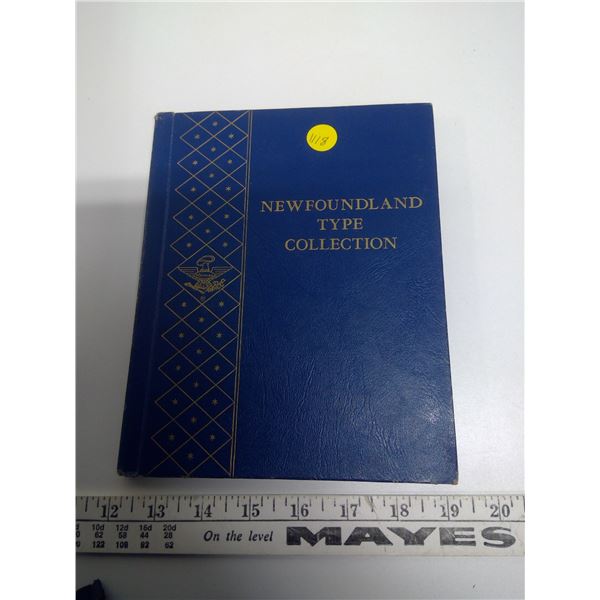 1118
NEWFOUNDLAND
TYPE
COLLECTION
®
12 13 14 15 16 17 18 19 20
10d 12d 16d 20d
62 58 44 28
122 108 82 62
On the level MAYES